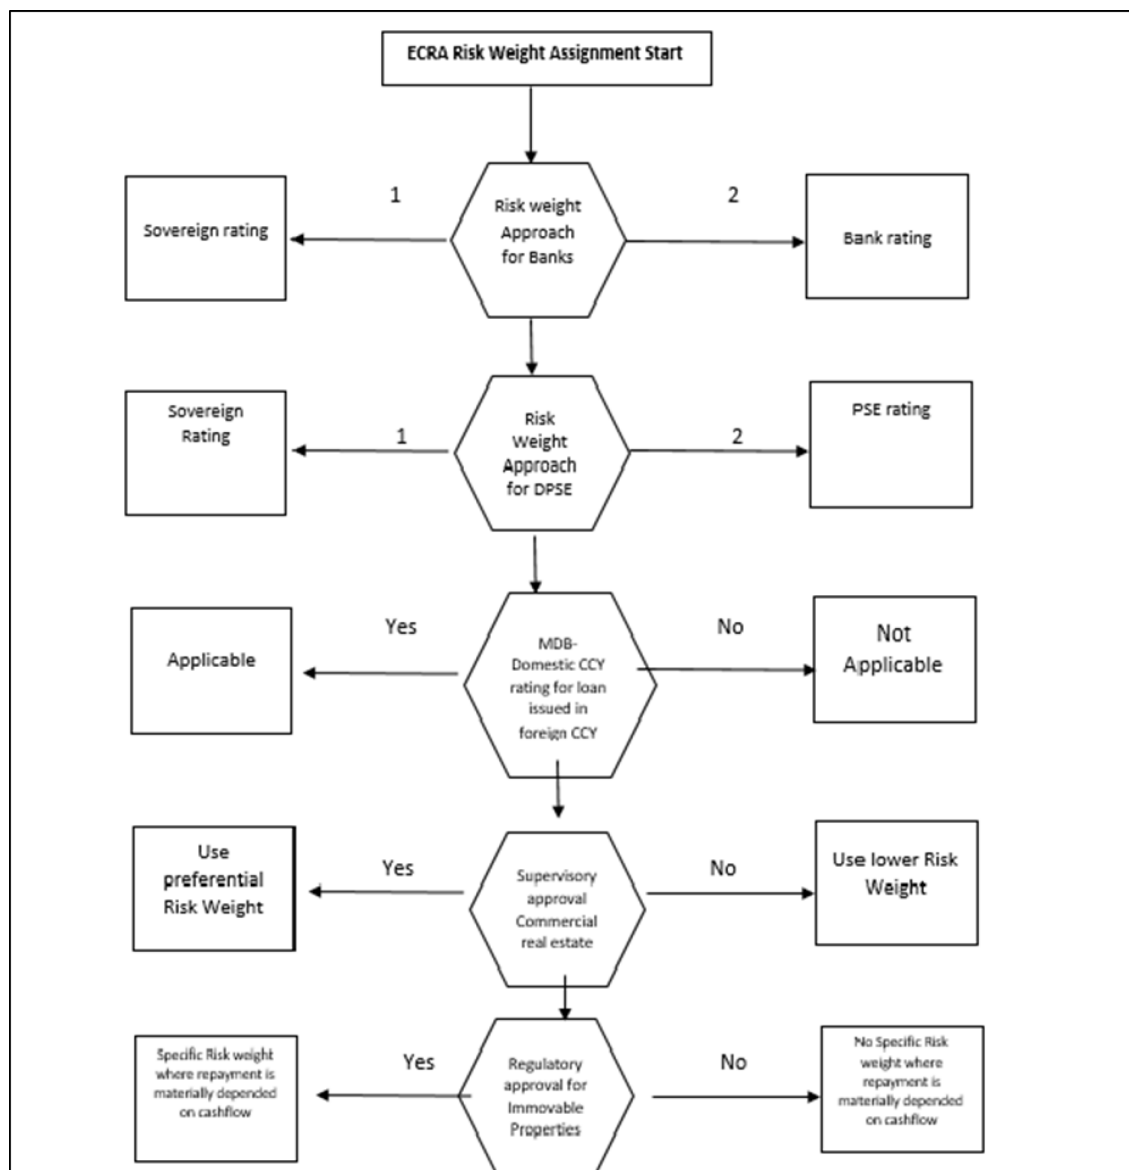 ECRA Risk Weight Assignment Start
1
2
Sovereign rating
Risk weight
Approach
for Banks
Bank rating
Sovereign
Rating
1
Risk
Weight
Approach
for DPSE
2
PSE rating
Applicable
Yes
MDB-
Domestic CCY
rating for loan
issued in
foreign CCY
No
Not
Applicable
Use
preferential
Risk Weight
Yes
Supervisory
approval
Commercial
real estate
No
Use lower Risk
Weight
Specific Risk weight
where repayment is
materially depended
on cashflow
Yes
Regulatory
approval for
Immovable
Properties
No
No Specific Risk
weight where
repayment is
materially depended
on cashflow